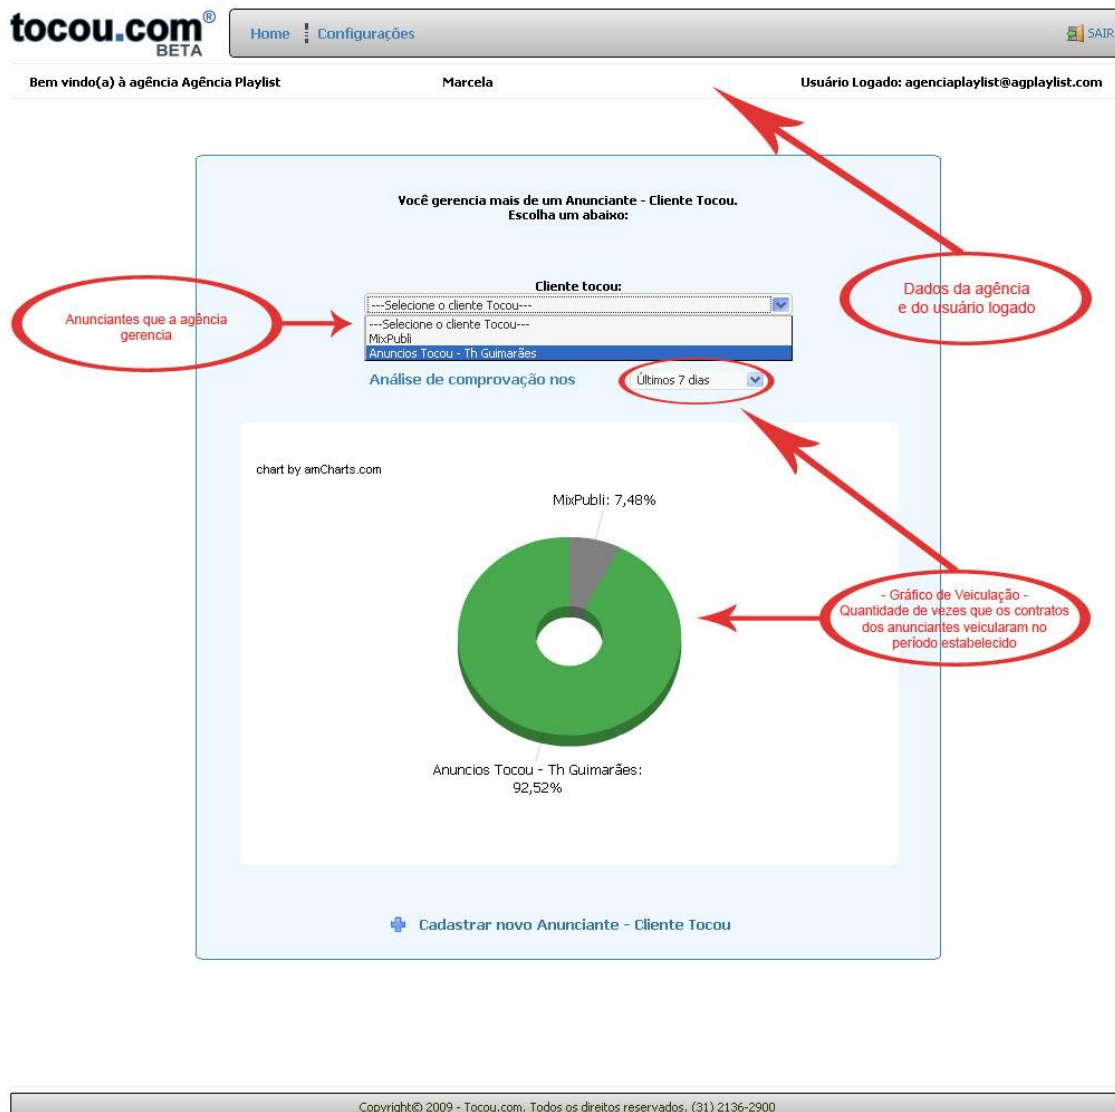 tocou.com®
BETA
Home
Configurações
SAIR
Bem vindo(a) à agência Agência Playlist
Marcela
Usuário Logado: agenciaplaylist@agplaylist.com
Você gerencia mais de um Anunciante - Cliente Tocou.
Escolha um abaixo:
Cliente tocou:
---Selecione o cliente Tocou---
---Selecione o cliente Tocou---
MixPubli
Anuncios Tocou - Th Guimarães
Anunciantes que a agência
gerencia
Dados da agência
e do usuário logado
Análise de comprovação nos
Últimos 7 dias
chart by amCharts.com
MixPubli: 7,48%
- Gráfico de Veiculação -
Quantidade de vezes que os contratos
dos anunciantes veicularam no
período estabelecido
Anuncios Tocou - Th Guimarães:
92,52%
Cadastrar novo Anunciante - Cliente Tocou
Copyright© 2009 - Tocou.com. Todos os direitos reservados. (31) 2136-2900